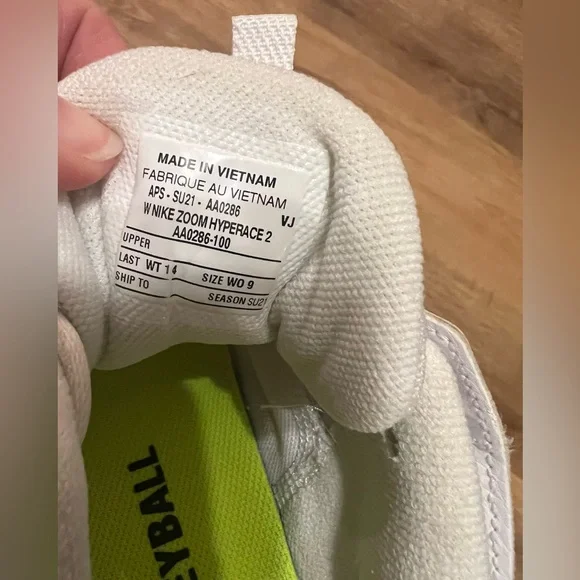 MADE IN VIETNAM
FABRIQUE AU VIETNAM
APS - SU21 - AA0286 VJ
W NIKE ZOOM HYPERACE 2
AA0286-100
UPPER
LAST WT 14 SIZE WO 9
SHIP TO SEASON SU21
EYBALL